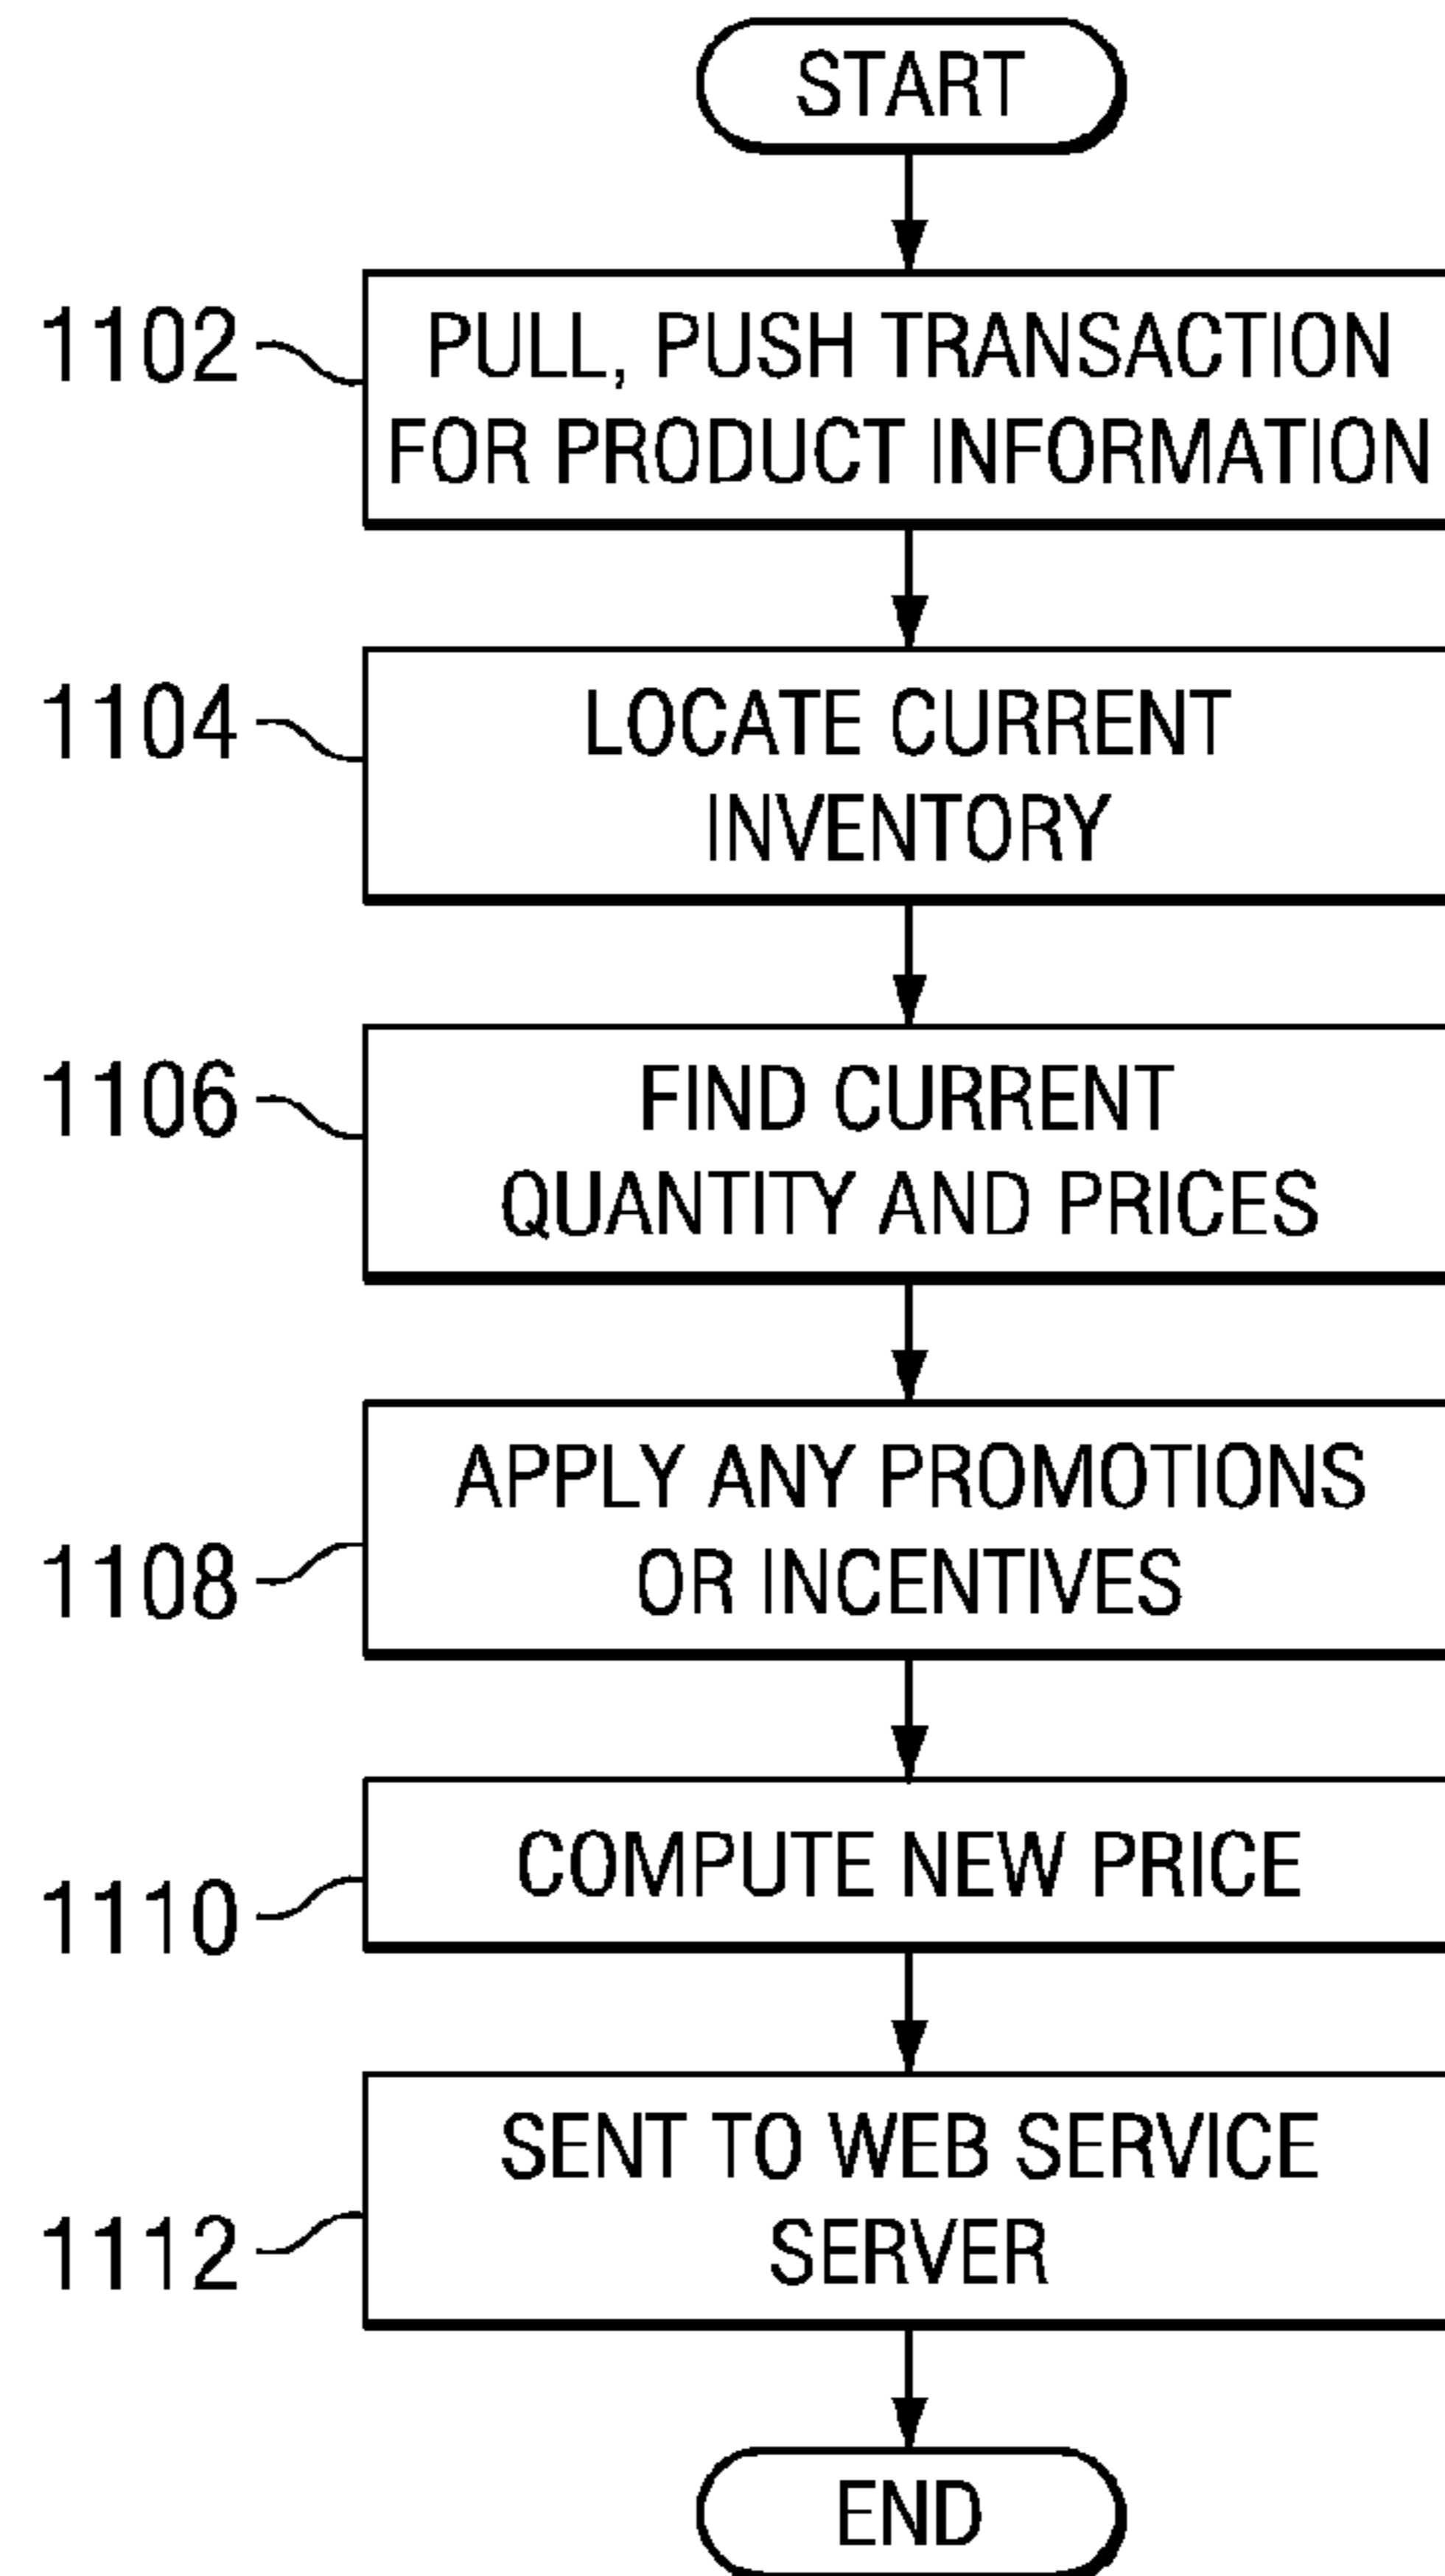 START
1102
PULL, PUSH TRANSACTION
FOR PRODUCT INFORMATION
1104
LOCATE CURRENT
INVENTORY
1106
FIND CURRENT
QUANTITY AND PRICES
1108
APPLY ANY PROMOTIONS
OR INCENTIVES
1110
COMPUTE NEW PRICE
1112
SENT TO WEB SERVICE
SERVER
END